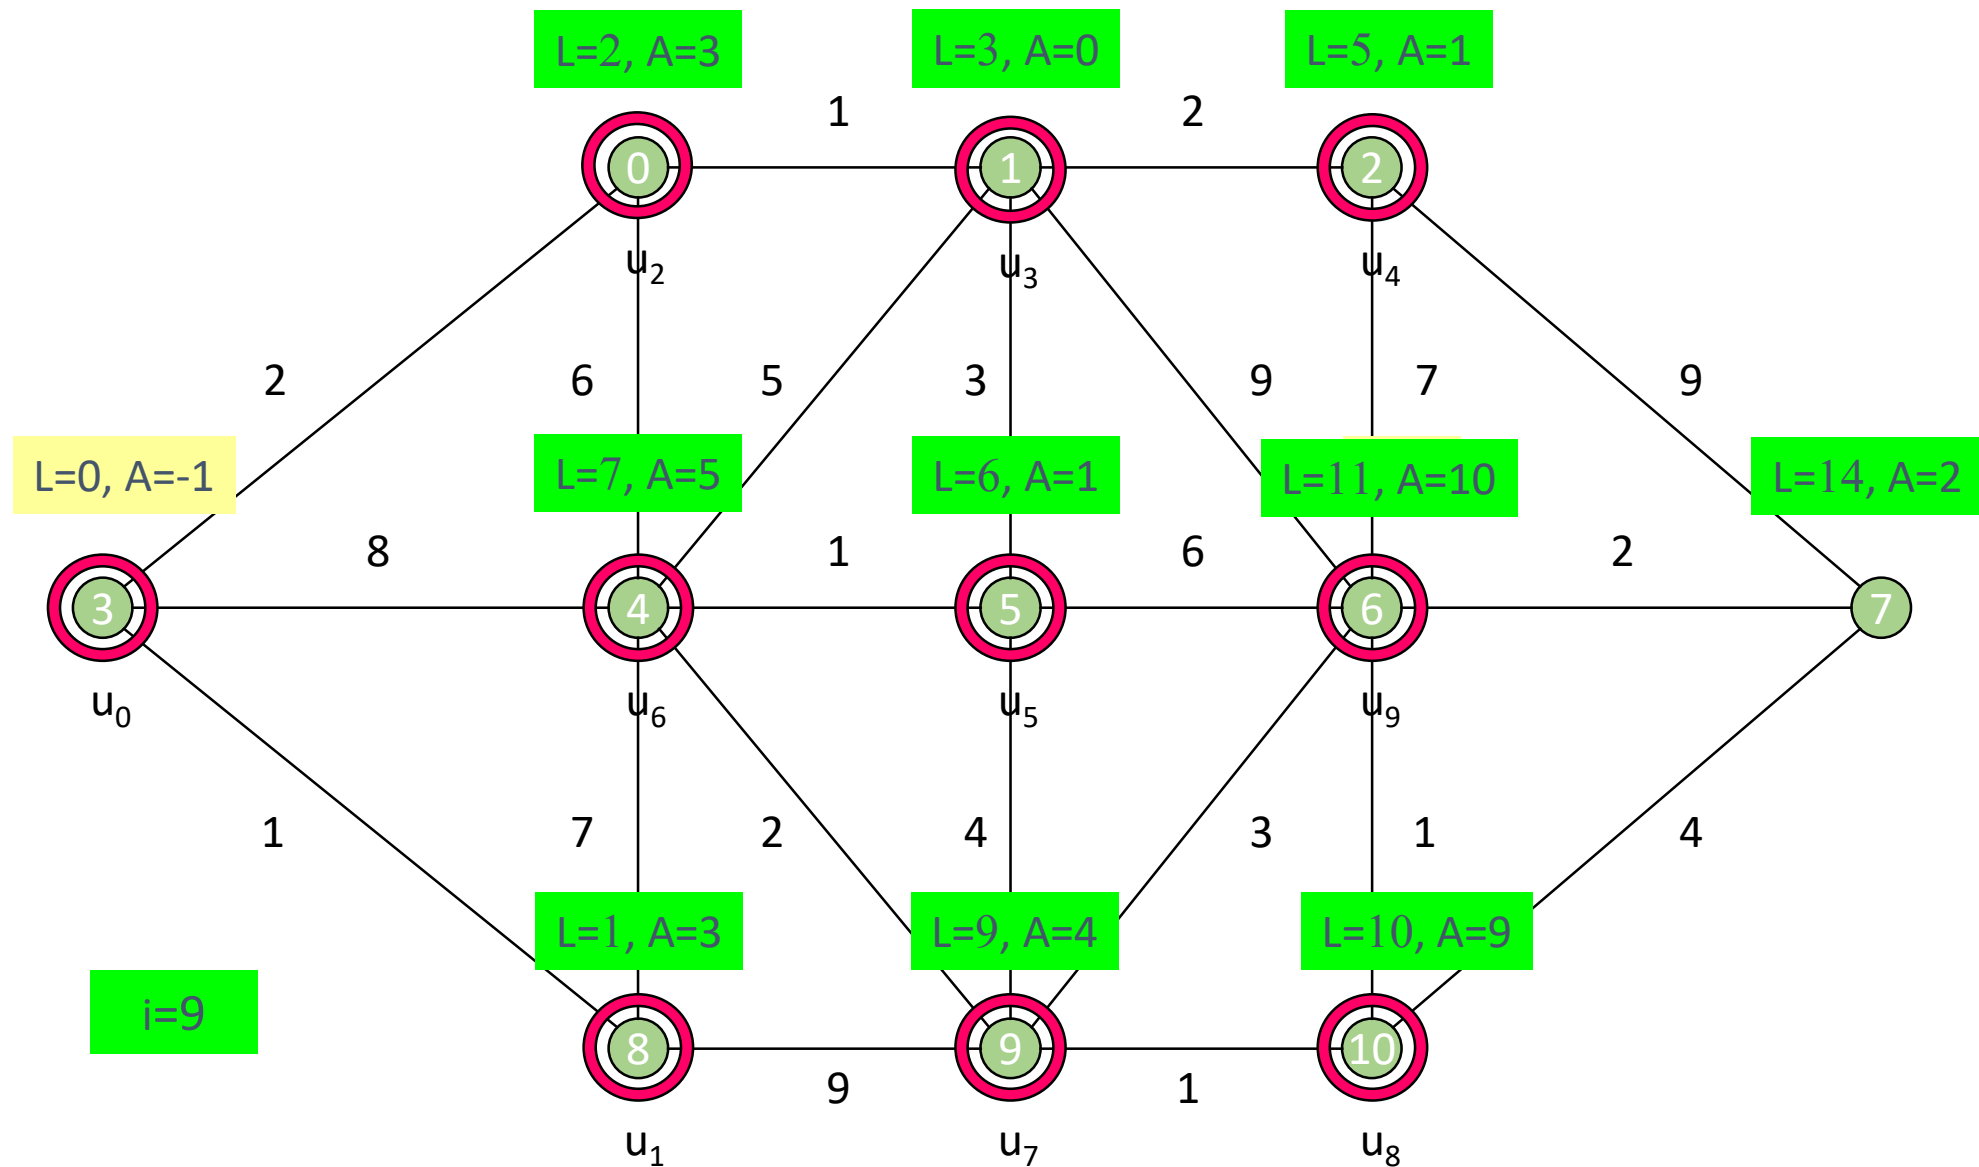 L=2, A=3
L=3, A=0
L=5, A=1
1
2
0
1
2
u2
u3
u4
2
6
5
3
9
7
9
L=0, A=-1
L=7, A=5
L=6, A=1
L=11, A=10
L=14, A=2
8
1
6
2
3
4
5
6
7
u0
u6
u5
u9
1
7
2
4
3
1
4
L=1, A=3
L=9, A=4
L=10, A=9
i=9
8
9
10
9
1
u1
u7
u8